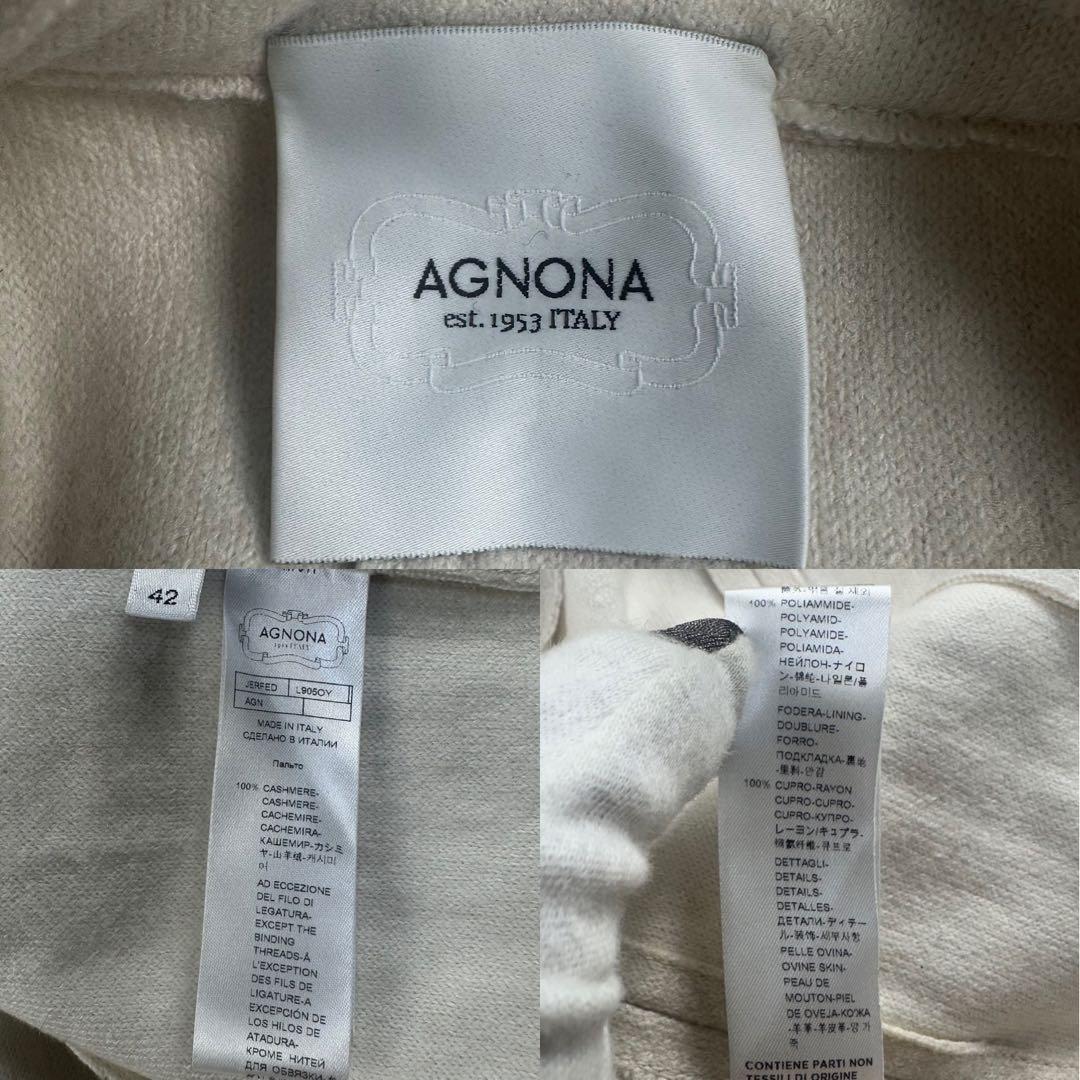 AGNONA
est. 1953 ITALY
42
AGNONA
JERFED L905OY
AGN
MADE IN ITALY
СДЕЛАНО В ИТАЛИИ
Пальто
100% CASHMERE-
CASHMERE-
CACHEMIRE-
CACHEMIRA-
КАШЕМИР-カシミ
ヤ-山羊绒-캐시미
어
AD ECCEZIONE
DEL FILO DI
LEGATURA-
EXCEPT THE
BINDING
THREADS-À
L'EXCEPTION
DES FILS DE
LIGATURE-A
EXCEPCIÓN DE
LOS HILOS DE
ATADURA-
КРОМЕ НИТЕЙ
ДЛЯ ОБВЯЗКИ-
100% POLIAMMIDE-
POLYAMID-
POLYAMIDE-
POLIAMIDA-
НЕЙЛОН-ナイロ
ン-锦纶-나일론/폴
리아미드
FODERA-LINING-
DOUBLURE-
FORRO-
ПОДКЛАДКА-裏地
-里料-안감
100% CUPRO-RAYON
CUPRO-CUPRO-
CUPRO-КУПРО-
レーヨン/キュプラ-
铜氨纤维-큐프로
DETTAGLI-
DETAILS-
DETAILS-
DETALLES-
ДЕТАЛИ-ディテー
ル-装饰-세부사항
PELLE OVINA-
OVINE SKIN-
PEAU DE
MOUTON-PIEL
DE OVEJA-КОЖА
-羊革-羊皮革-양 가
죽
CONTIENE PARTI NON
TESSILI DI ORIGINE